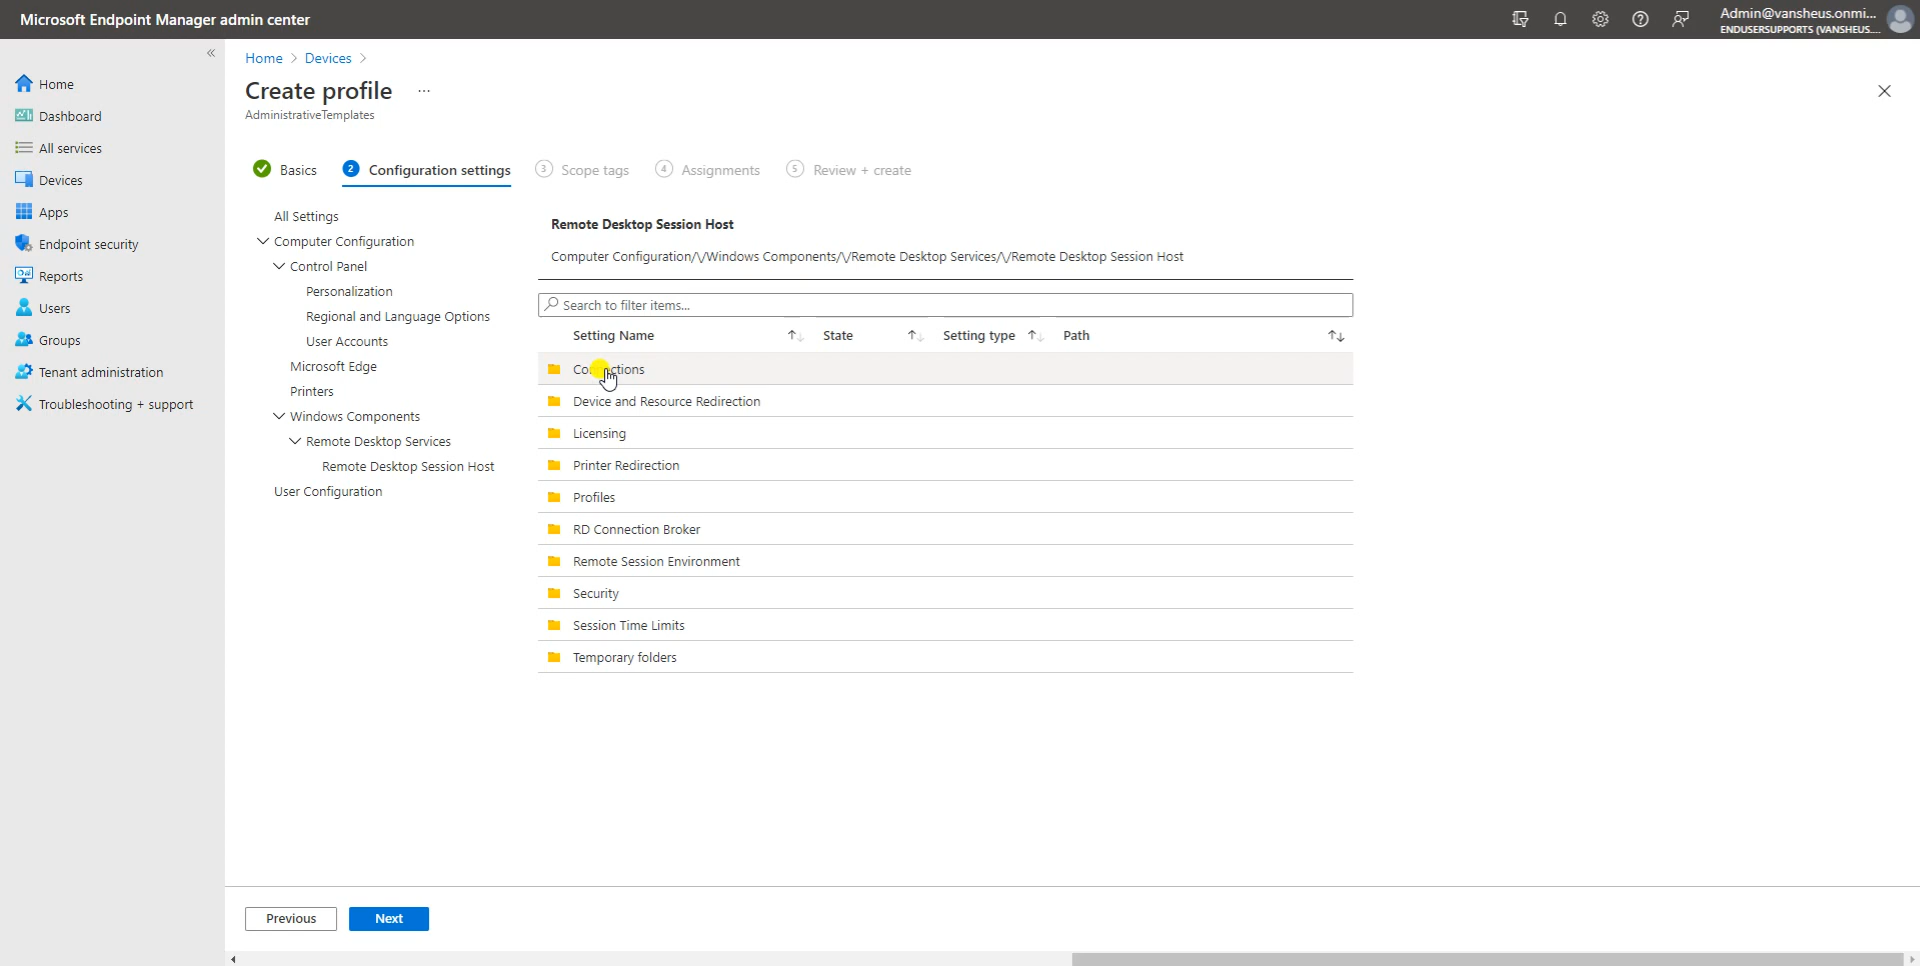 Microsoft Endpoint Manager admin center
Admin@vansheus.onmi...
ENDUSERSUPPORTS (VANSHEUS....
«
Home > Devices >
Create profile ...
AdministrativeTemplates
Home
Dashboard
All services
Devices
Apps
Endpoint security
Reports
Users
Groups
Tenant administration
Troubleshooting + support
Basics
2 Configuration settings
3 Scope tags
4 Assignments
5 Review + create
All Settings
Computer Configuration
Control Panel
Personalization
Regional and Language Options
User Accounts
Microsoft Edge
Printers
Windows Components
Remote Desktop Services
Remote Desktop Session Host
User Configuration
Remote Desktop Session Host
Computer Configuration/\/Windows Components/\/Remote Desktop Services/\/Remote Desktop Session Host
Search to filter items...
Setting Name ↑↓ State ↑↓ Setting type ↑↓ Path ↑↓
Connections
Device and Resource Redirection
Licensing
Printer Redirection
Profiles
RD Connection Broker
Remote Session Environment
Security
Session Time Limits
Temporary folders
Previous Next